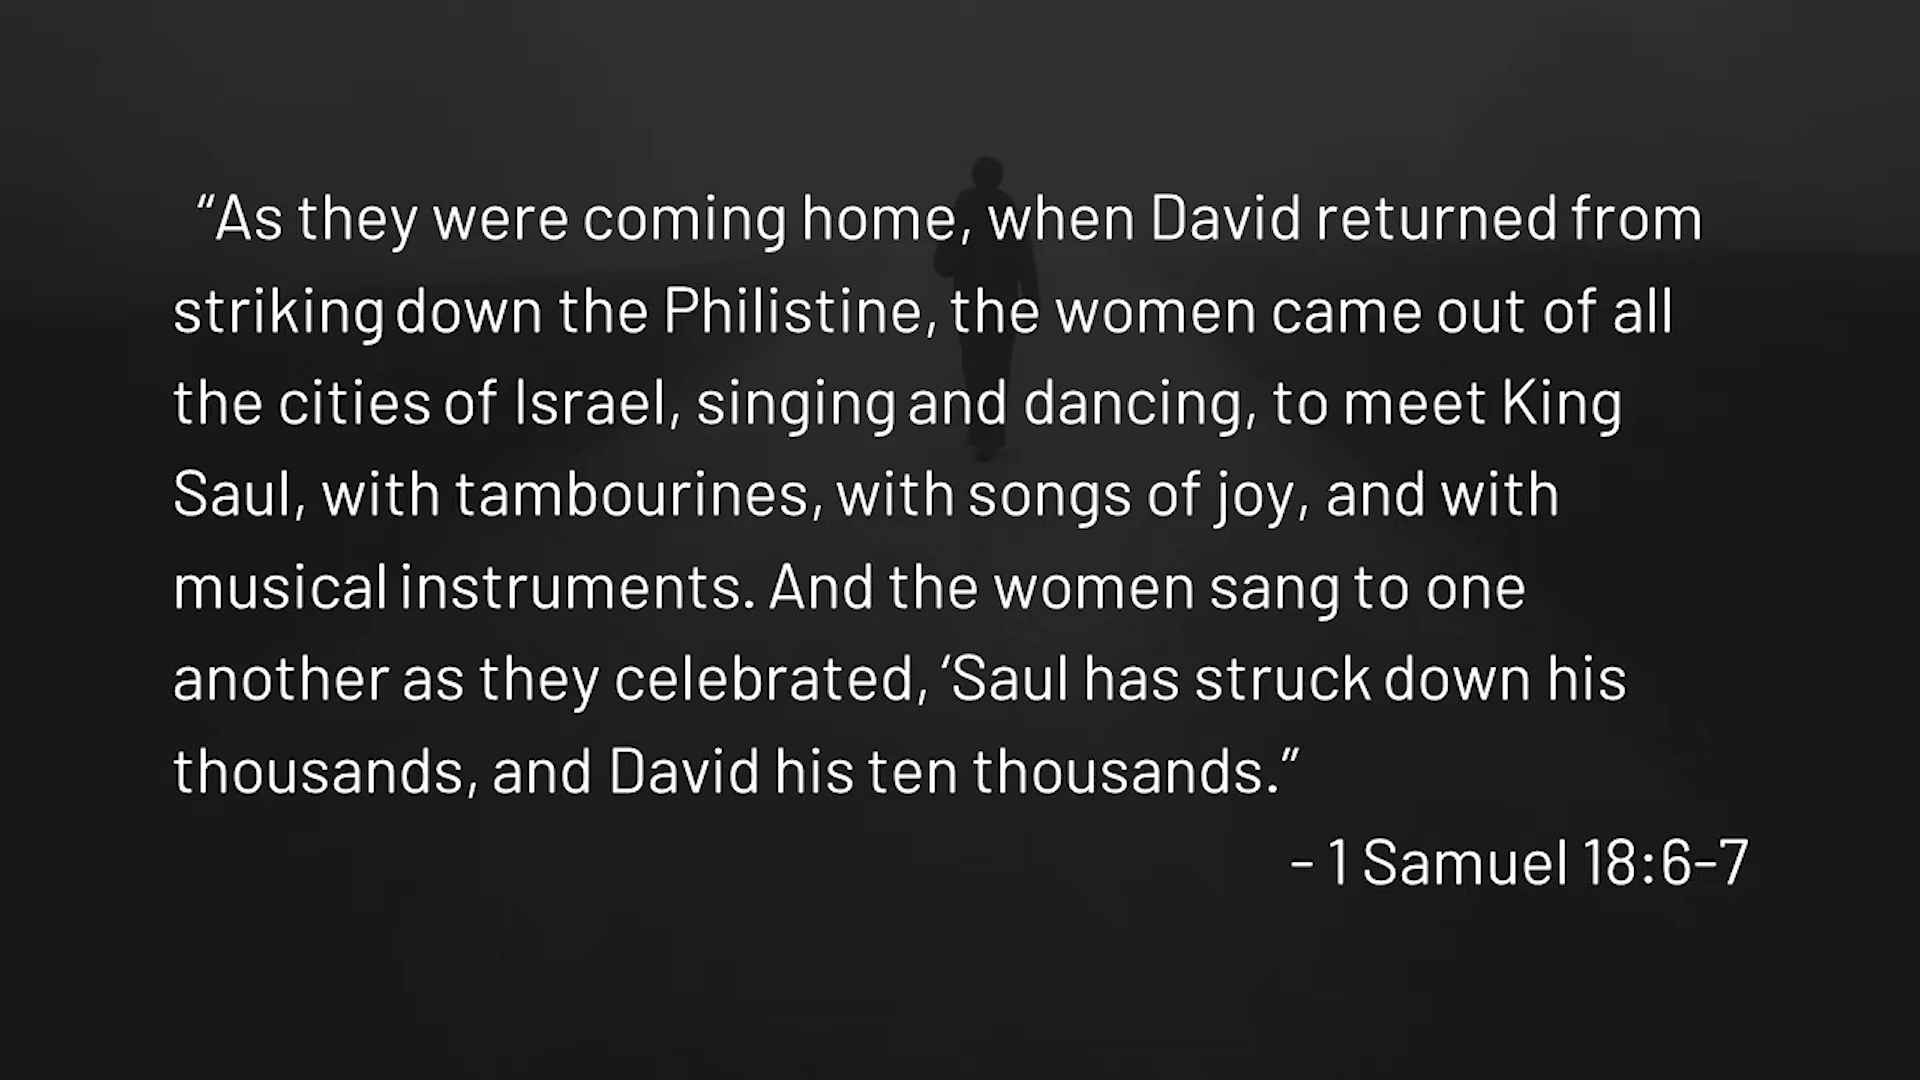 “As they were coming home, when David returned from
striking down the Philistine, the women came out of all
the cities of Israel, singing and dancing, to meet King
Saul, with tambourines, with songs of joy, and with
musical instruments. And the women sang to one
another as they celebrated, ‘Saul has struck down his
thousands, and David his ten thousands.”
- 1 Samuel 18:6-7